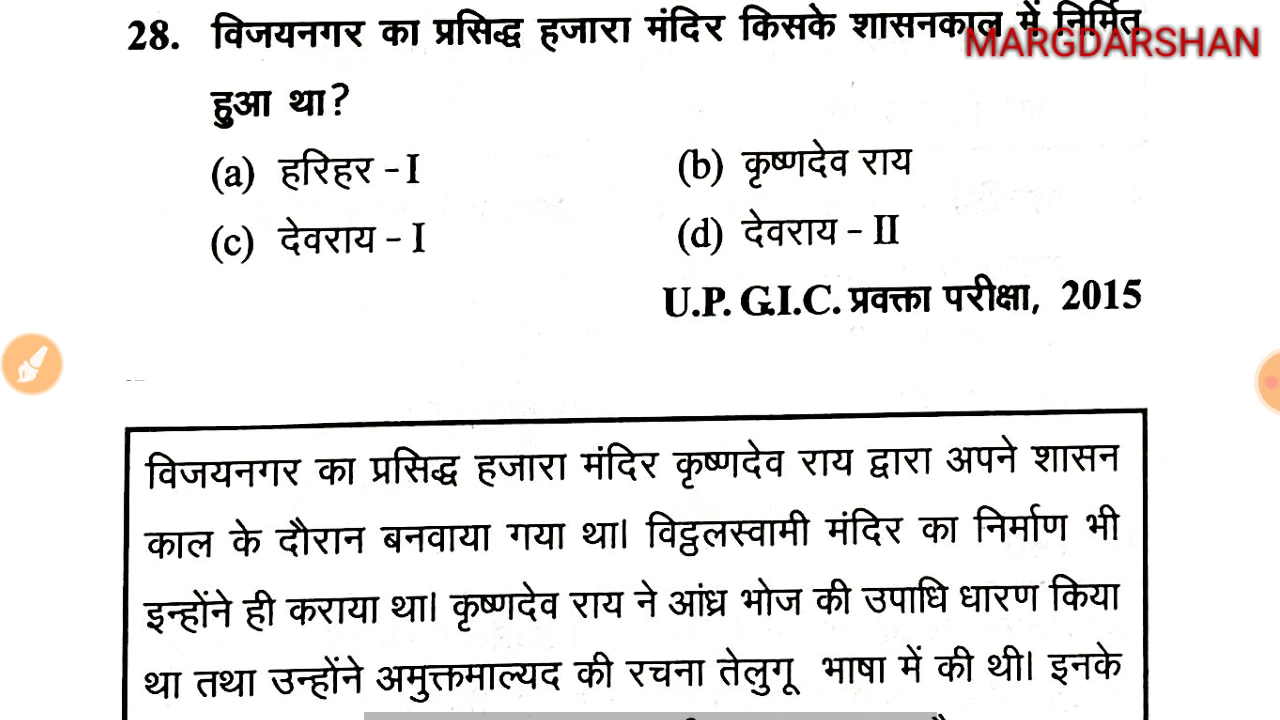 28. विजयनगर का प्रसिद्ध हजारा मंदिर किसके शासनकाल में निर्मित
MARGDARSHAN
हुआ था?
(a) हरिहर - I (b) कृष्णदेव राय
(c) देवराय - I (d) देवराय - II
U.P. G.I.C. प्रवक्ता परीक्षा, 2015
विजयनगर का प्रसिद्ध हजारा मंदिर कृष्णदेव राय द्वारा अपने शासन
काल के दौरान बनवाया गया था। विट्ठलस्वामी मंदिर का निर्माण भी
इन्होंने ही कराया था। कृष्णदेव राय ने आंध्र भोज की उपाधि धारण किया
था तथा उन्होंने अमुक्तमाल्यद की रचना तेलुगू भाषा में की थी। इनके